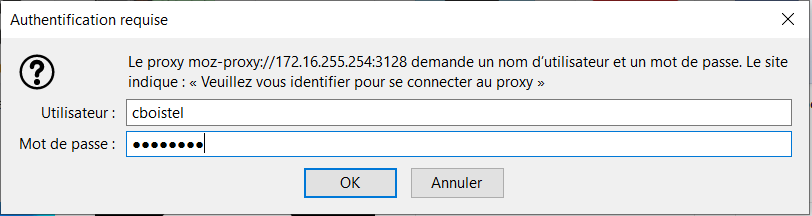 Authentification requise
Le proxy moz-proxy://172.16.255.254:3128 demande un nom d'utilisateur et un mot de passe. Le site
indique : « Veuillez vous identifier pour se connecter au proxy »
Utilisateur : cboistel
Mot de passe : ●●●●●●●●
OK Annuler